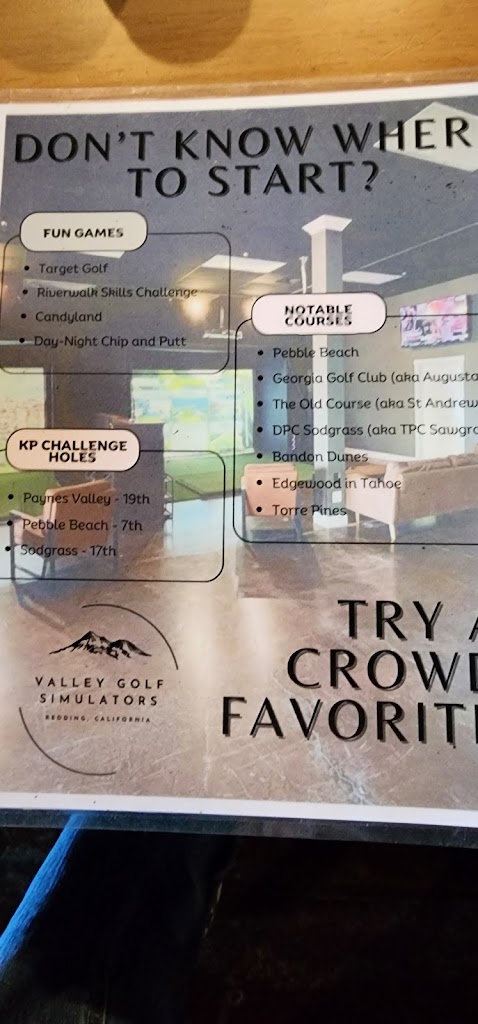 DON'T KNOW WHER
TO START?
FUN GAMES
• Target Golf
• Riverwalk Skills Challenge
• Candyland
• Day-Night Chip and Putt
NOTABLE
COURSES
• Pebble Beach
• Georgia Golf Club (aka Augusta
• The Old Course (aka St Andrew
• DPC Sodgrass (aka TPC Sawgra
• Bandon Dunes
• Edgewood in Tahoe
• Torre Pines
KP CHALLENGE
HOLES
• Paynes Valley - 19th
• Pebble Beach - 7th
• Sodgrass - 17th
TRY A
CROWD
FAVORIT
VALLEY GOLF
SIMULATORS
REDDING, CALIFORNIA